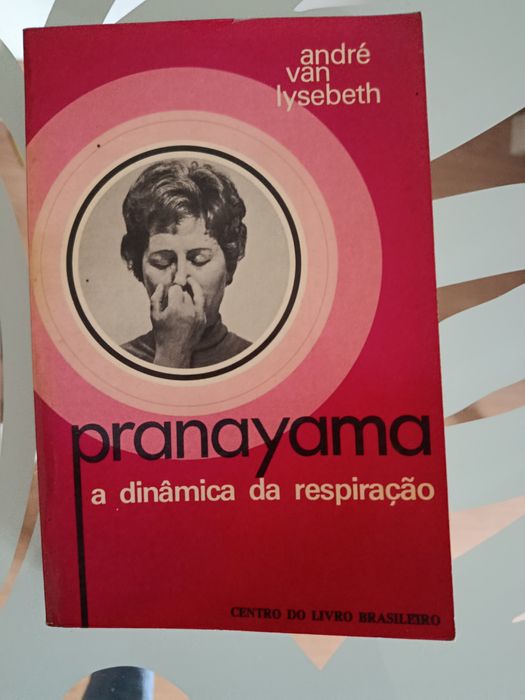 andré
van
lysebeth
pranayama
a dinâmica da respiração
CENTRO DO LIVRO BRASILEIRO